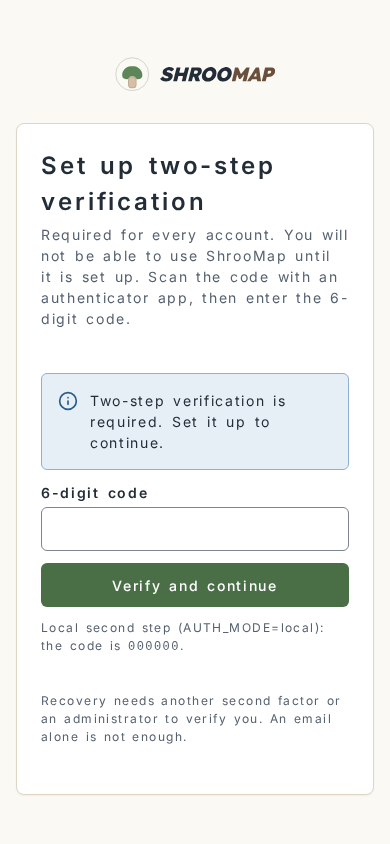 SHROOMAP
Set up two-step
verification
Required for every account. You will
not be able to use ShrooMap until
it is set up. Scan the code with an
authenticator app, then enter the 6-
digit code.
Two-step verification is
required. Set it up to
continue.
6-digit code
Verify and continue
Local second step (AUTH_MODE=local):
the code is 000000.
Recovery needs another second factor or
an administrator to verify you. An email
alone is not enough.